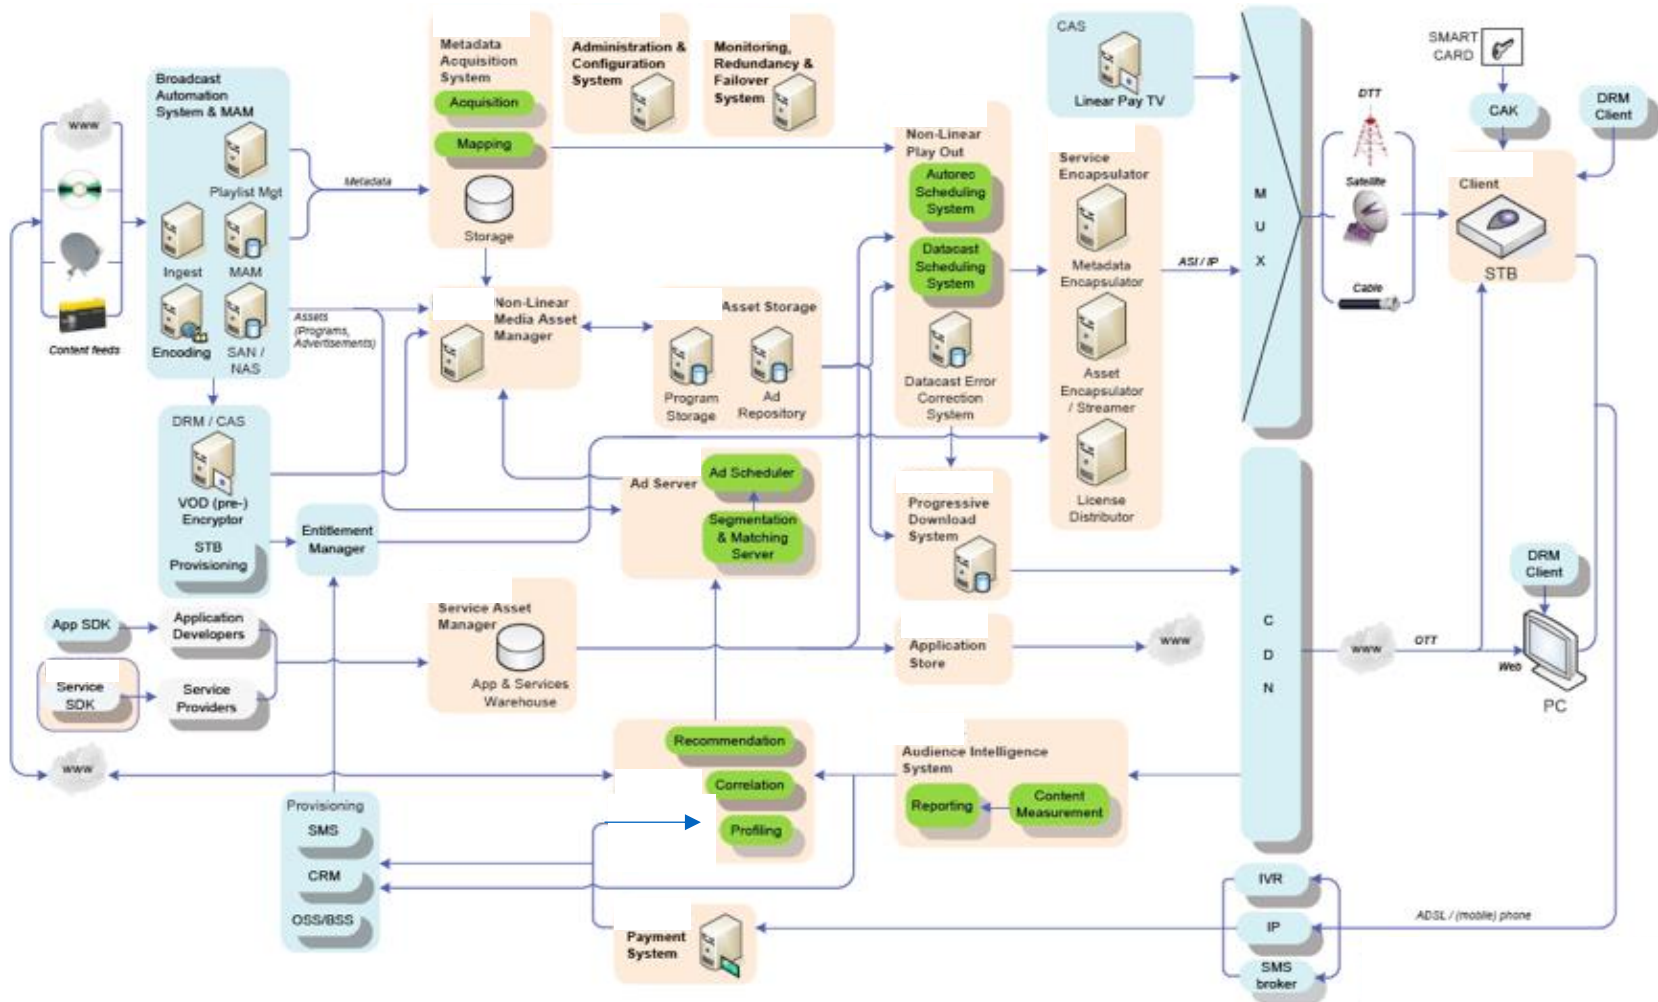 www
Content feeds
Broadcast
Automation
System & MAM
Playlist Mgt
Ingest
MAM
Encoding
SAN /
NAS
Metadata
Assets
(Programs,
Advertisements)
Metadata
Acquisition
System
Acquisition
Mapping
Storage
Administration &
Configuration
System
Monitoring,
Redundancy &
Failover
System
Non-Linear
Media Asset
Manager
Asset Storage
Program
Storage
Ad
Repository
Non-Linear
Play Out
Autorec
Scheduling
System
Datacast
Scheduling
System
Datacast Error
Correction
System
CAS
Linear Pay TV
Service
Encapsulator
Metadata
Encapsulator
Asset
Encapsulator
/ Streamer
License
Distributor
ASI / IP
M
U
X
DTT
Satellite
Cable
SMART
CARD
CAK
DRM
Client
Client
STB
DRM / CAS
VOD (pre-)
Encryptor
STB
Provisioning
Entitlement
Manager
Ad Server
Ad Scheduler
Segmentation
& Matching
Server
Progressive
Download
System
App SDK
Application
Developers
Service
SDK
Service
Providers
Service Asset
Manager
App & Services
Warehouse
Application
Store
www
C
D
N
www
OTT
Web
DRM
Client
PC
www
Recommendation
Correlation
Profiling
Audience Intelligence
System
Reporting
Content
Measurement
Provisioning
SMS
CRM
OSS/BSS
Payment
System
IVR
IP
SMS
broker
ADSL / (mobile) phone